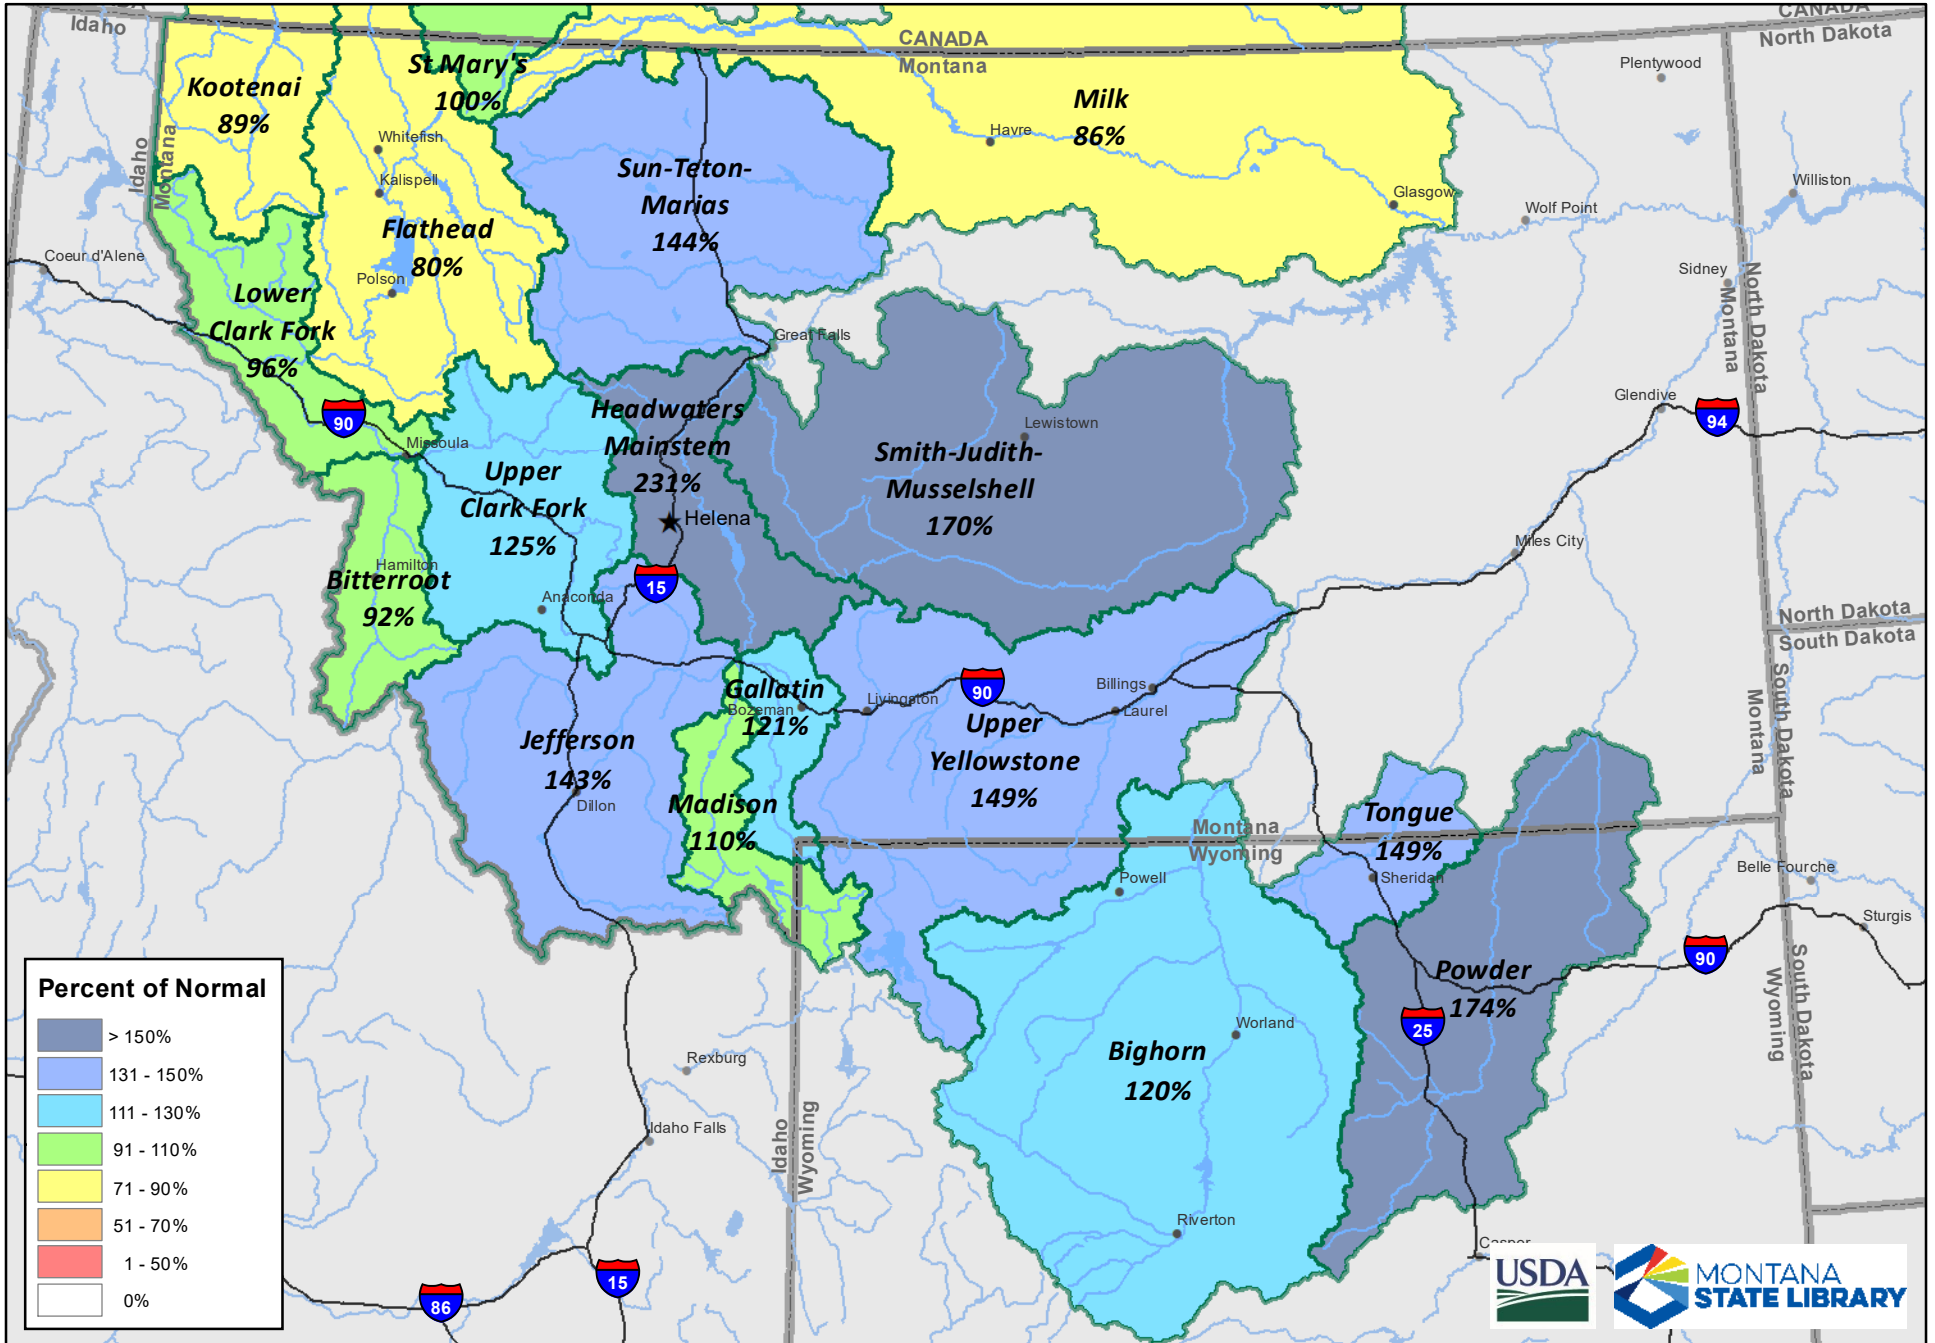 CANADA
Idaho
CANADA
Montana
CANADA
North Dakota
Kootenai
89%
St Mary's
100%
Milk
86%
Plentywood
Whitefish
Havre
Idaho
Montana
Kalispell
Sun-Teton-
Marias
144%
Glasgow
Williston
Wolf Point
Flathead
80%
Coeur d'Alene
Polson
Sidney
Montana
North Dakota
Lower
Clark Fork
96%
Great Falls
90
Missoula
Headwaters
Mainstem
231%
Lewistown
Smith-Judith-
Musselshell
170%
Glendive
94
Upper
Clark Fork
125%
Helena
Miles City
Hamilton
Bitterroot
92%
Anaconda
15
North Dakota
South Dakota
Gallatin
Bozeman
121%
Livingston
90
Billings
Laurel
Upper
Yellowstone
149%
Montana
South Dakota
Jefferson
143%
Dillon
Madison
110%
Montana
Wyoming
Tongue
149%
Sheridan
Powell
Belle Fourche
Sturgis
90
Powder
174%
25
Wyoming
South Dakota
Worland
Bighorn
120%
Rexburg
Idaho Falls
Idaho
Wyoming
Riverton
Casper
86
15
Percent of Normal
> 150%
131 - 150%
111 - 130%
91 - 110%
71 - 90%
51 - 70%
1 - 50%
0%
USDA
MONTANA
STATE LIBRARY